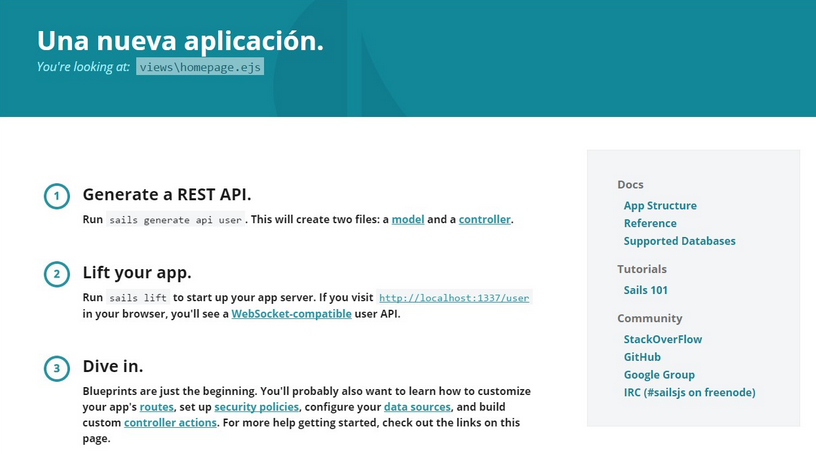 Una nueva aplicación.
You're looking at: views\homepage.ejs
1
Generate a REST API.
Run sails generate api user . This will create two files: a model and a controller.
2
Lift your app.
Run sails lift to start up your app server. If you visit http://localhost:1337/user
in your browser, you'll see a WebSocket-compatible user API.
3
Dive in.
Blueprints are just the beginning. You'll probably also want to learn how to customize
your app's routes, set up security policies, configure your data sources, and build
custom controller actions. For more help getting started, check out the links on this
page.
Docs
App Structure
Reference
Supported Databases
Tutorials
Sails 101
Community
StackOverFlow
GitHub
Google Group
IRC (#sailsjs on freenode)